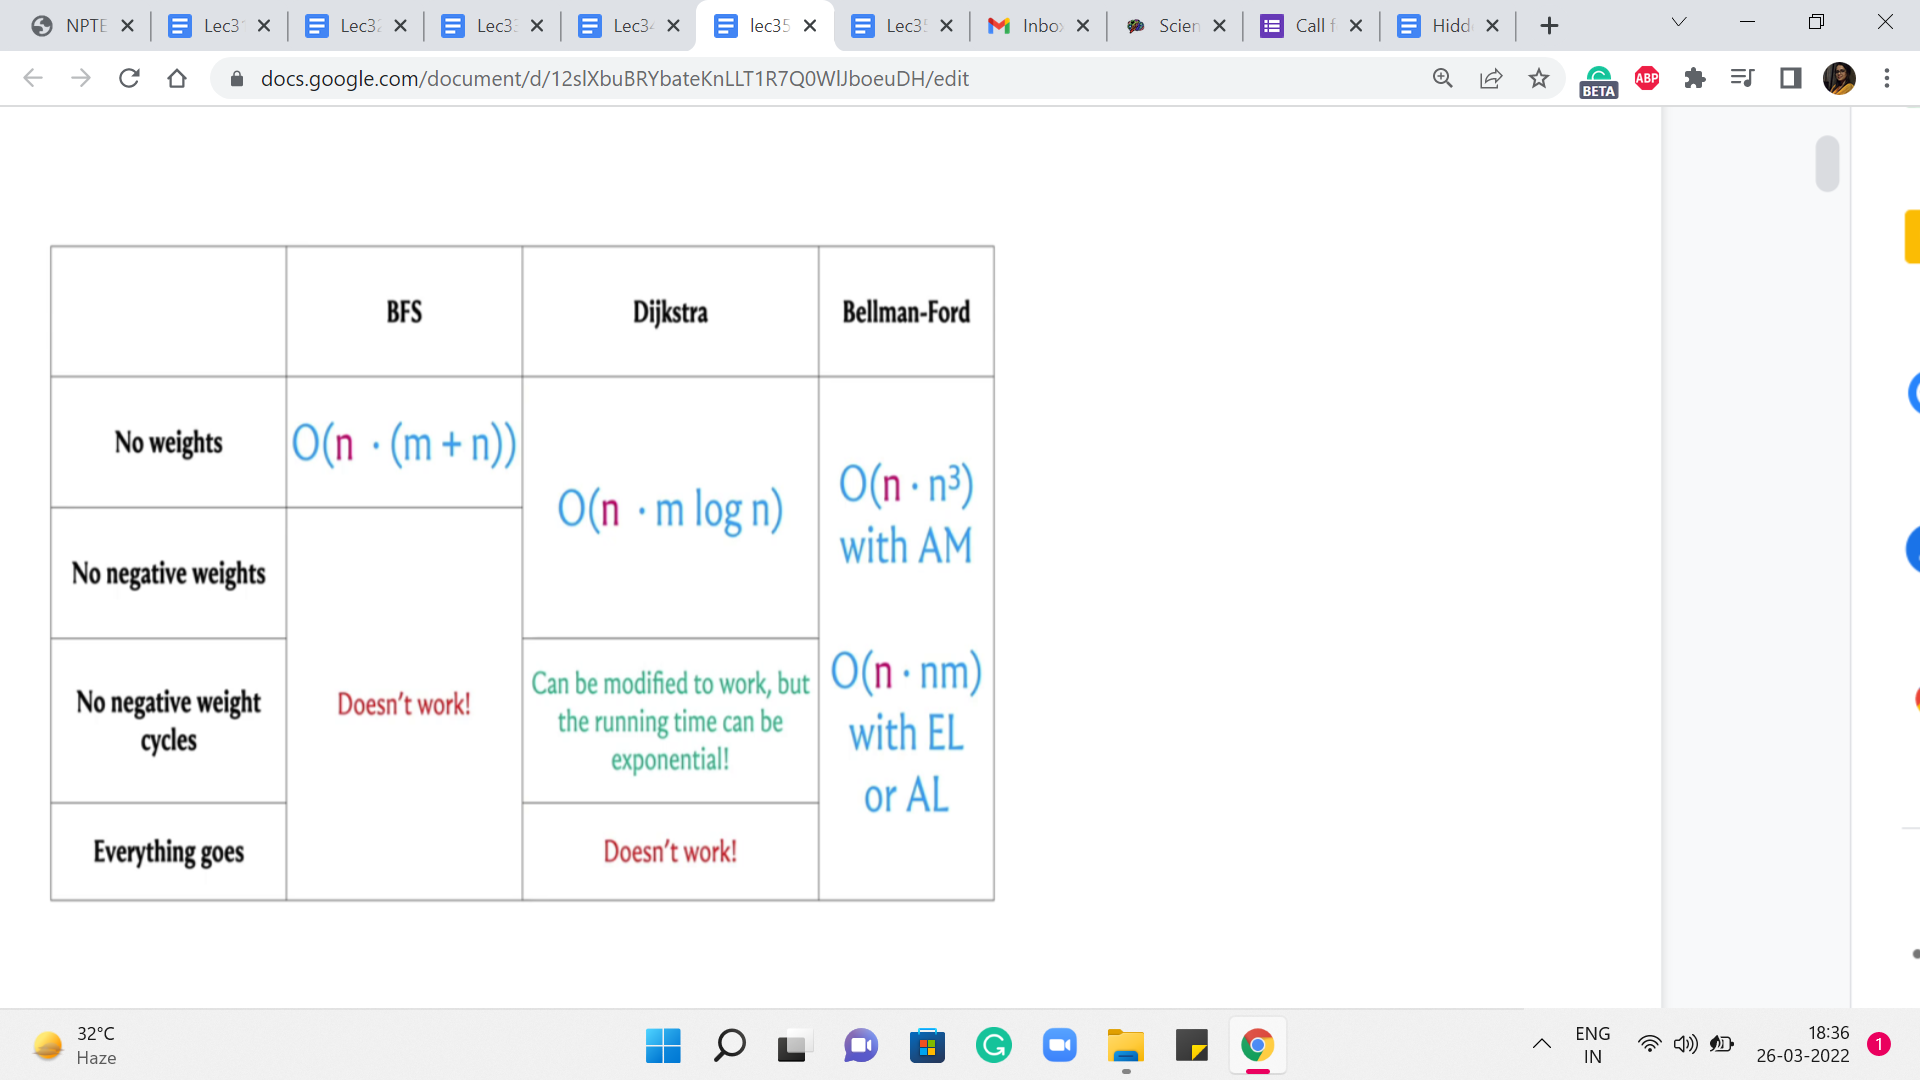 NPTE Lec3 Lec3 Lec3 Lec3 lec35 Lec3 Inbo Scien Call f Hidd
docs.google.com/document/d/12slXbuBRYbateKnLLT1R7Q0WlJboeuDH/edit
BETA
ABP
BFS Dijkstra Bellman-Ford
No weights O(n · (m + n))
O(n · m log n)
O(n · n³)
with AM
No negative weights
No negative weight
cycles
Doesn't work!
Can be modified to work, but
the running time can be
exponential!
O(n · nm)
with EL
or AL
Everything goes Doesn't work!
32°C
Haze
ENG
IN
18:36
26-03-2022
1